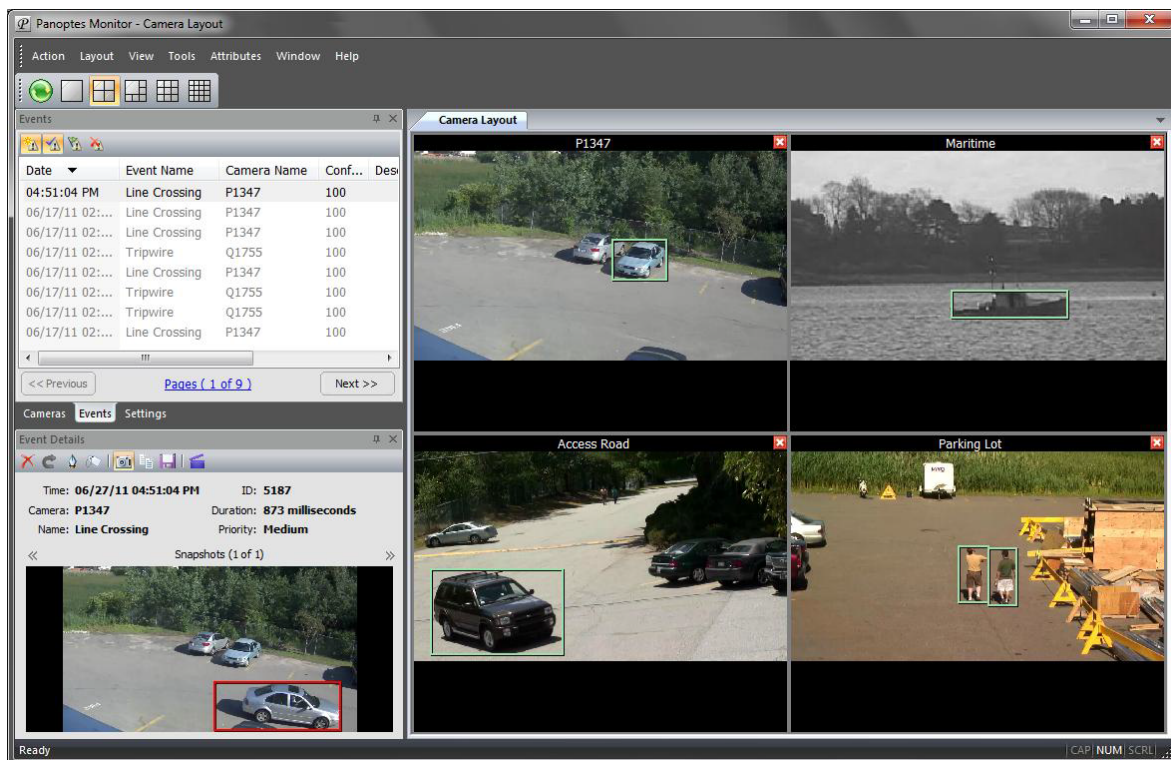 Panoptes Monitor - Camera Layout
Action Layout View Tools Attributes Window Help
Events
Date Event Name Camera Name Conf... Des
04:51:04 PM Line Crossing P1347 100
06/17/11 02:... Line Crossing P1347 100
06/17/11 02:... Line Crossing P1347 100
06/17/11 02:... Tripwire Q1755 100
06/17/11 02:... Line Crossing P1347 100
06/17/11 02:... Tripwire Q1755 100
06/17/11 02:... Tripwire Q1755 100
06/17/11 02:... Line Crossing P1347 100
<< Previous Pages ( 1 of 9 ) Next >>
Cameras Events Settings
Event Details
Time: 06/27/11 04:51:04 PM ID: 5187
Camera: P1347 Duration: 873 milliseconds
Name: Line Crossing Priority: Medium
Snapshots (1 of 1)
Camera Layout
P1347
Maritime
Access Road
Parking Lot
Ready
CAP NUM SCRL